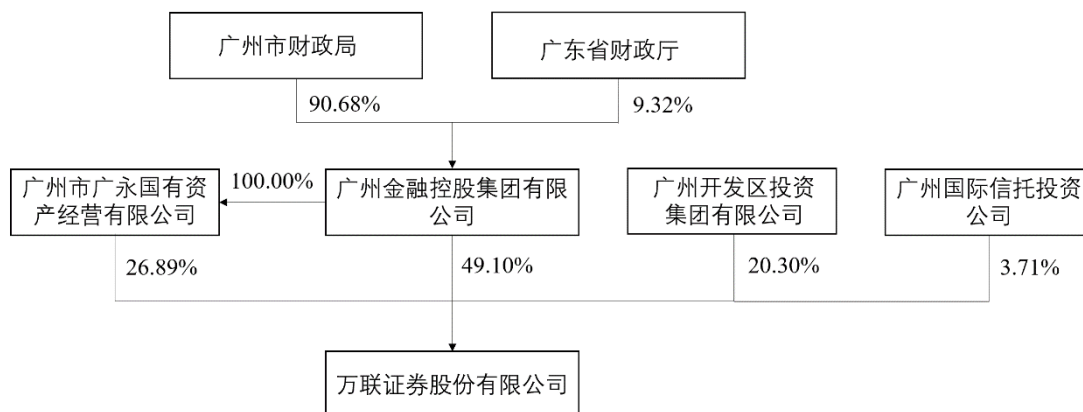 广州市财政局
广东省财政厅
90.68%
9.32%
广州市广永国有资
产经营有限公司
100.00%
广州金融控股集团有限
公司
广州开发区投资
集团有限公司
广州国际信托投资
公司
26.89%
49.10%
20.30%
3.71%
万联证券股份有限公司